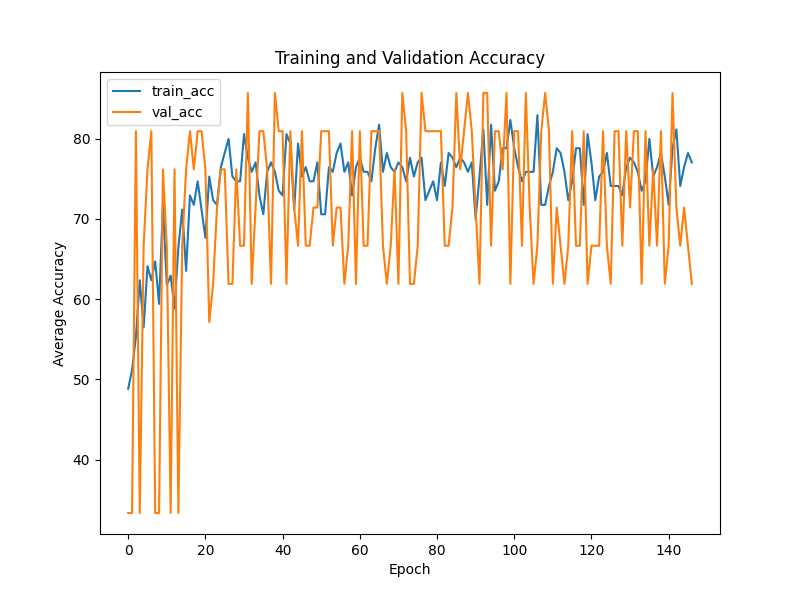 Training and Validation Accuracy
train_acc
val_acc
Average Accuracy
80
70
60
50
40
0 20 40 60 80 100 120 140
Epoch